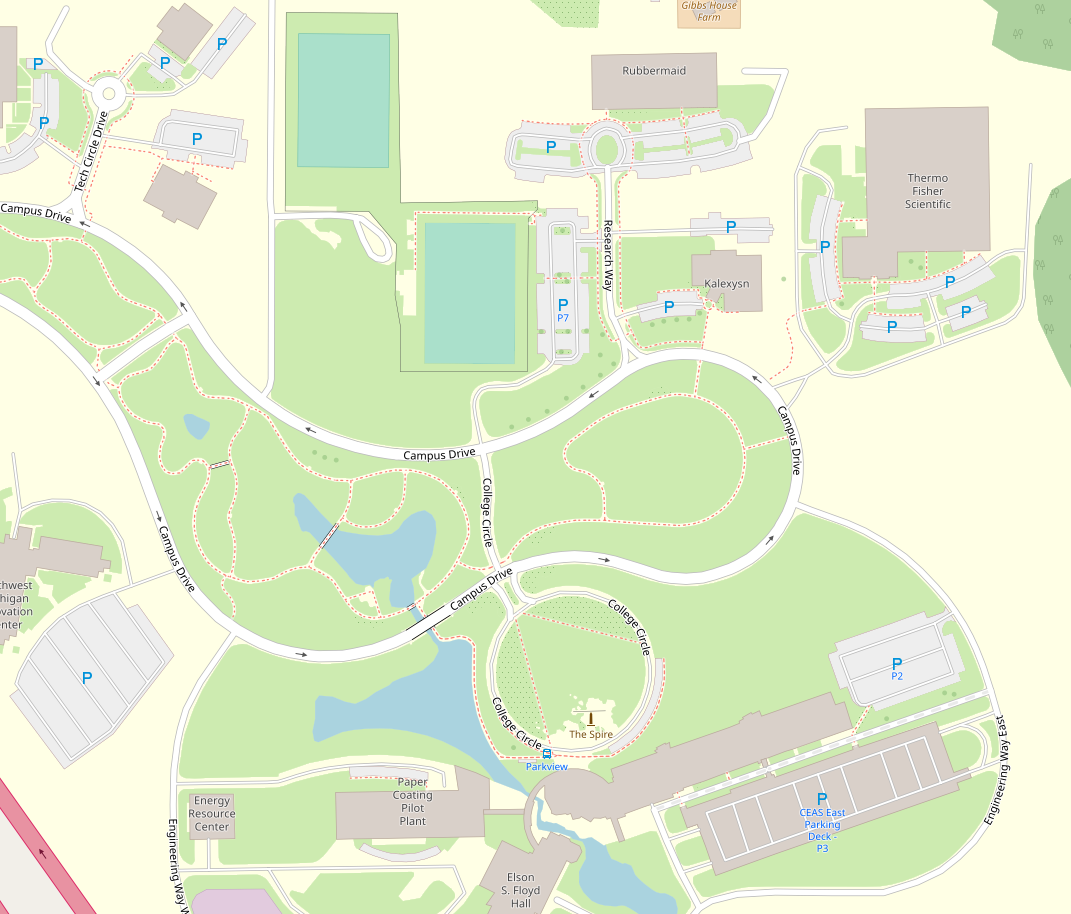 Gibbs House
Farm
P
P
P
Rubbermaid
P
P
P
Tech Circle Drive
Thermo
Fisher
Scientific
Campus Drive
P
P
Research Way
Kalexysn
P
P
P7
P
P
P
Campus Drive
Campus Drive
College Circle
Campus Drive
Campus Drive
College Circle
P
P
P2
College Circle
The Spire
Parkview
Paper
Coating
Pilot
Plant
Energy
Resource
Center
P
CEAS East
Parking
Deck -
P3
Engineering Way East
Engineering Way W
Elson
S. Floyd
Hall